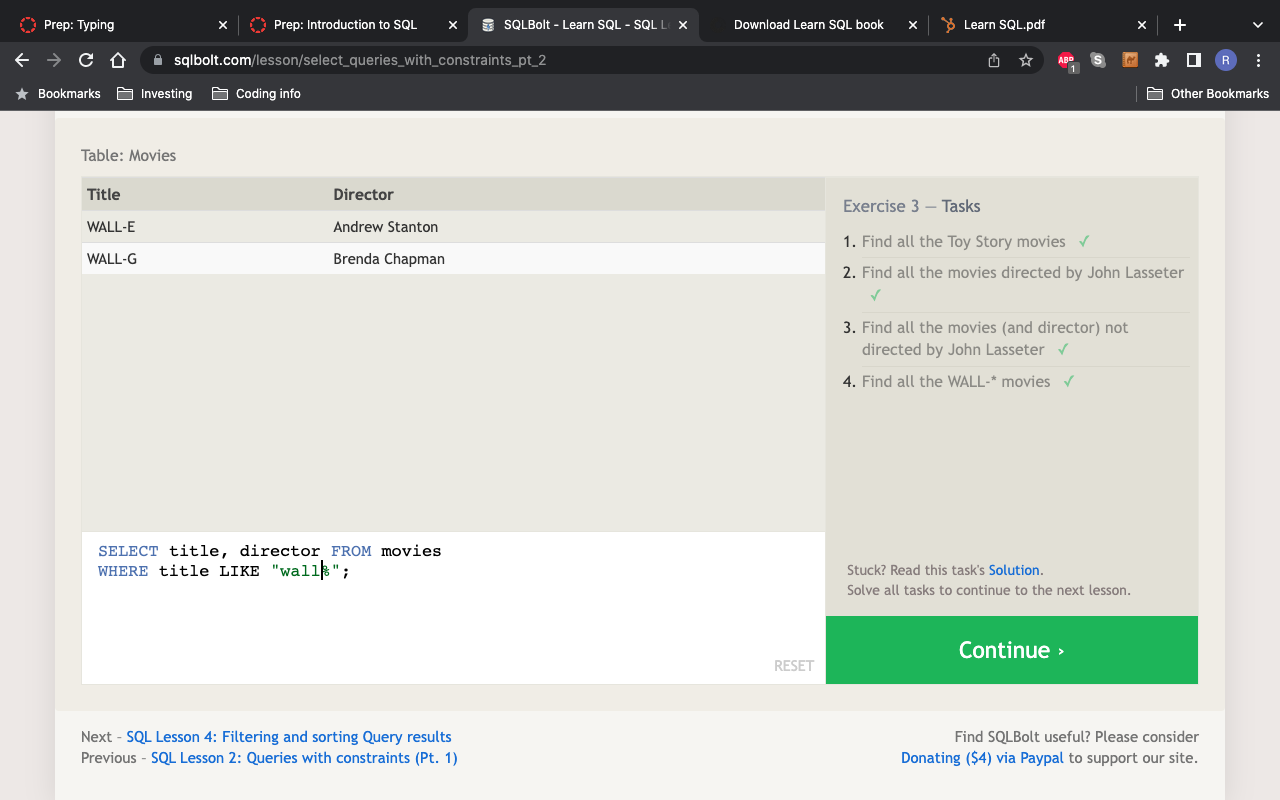 Prep: Typing
Prep: Introduction to SQL
SQLBolt - Learn SQL - SQL Le
Download Learn SQL book
Learn SQL.pdf
sqlbolt.com/lesson/select_queries_with_constraints_pt_2
ABP
1
S
R
Bookmarks
Investing
Coding info
Other Bookmarks
Table: Movies
Title Director
WALL-E Andrew Stanton
WALL-G Brenda Chapman
Exercise 3 — Tasks
1. Find all the Toy Story movies ✓
2. Find all the movies directed by John Lasseter
✓
3. Find all the movies (and director) not
directed by John Lasseter ✓
4. Find all the WALL-* movies ✓
SELECT title, director FROM movies
WHERE title LIKE "wall%";
RESET
Stuck? Read this task's Solution.
Solve all tasks to continue to the next lesson.
Continue ›
Next – SQL Lesson 4: Filtering and sorting Query results
Previous – SQL Lesson 2: Queries with constraints (Pt. 1)
Find SQLBolt useful? Please consider
Donating ($4) via Paypal to support our site.